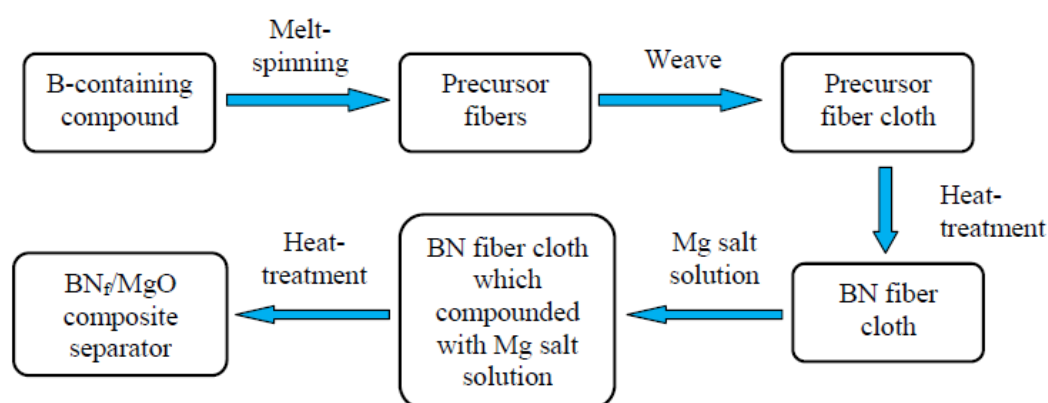 B-containing
compound
Melt-
spinning
Precursor
fibers
Weave
Precursor
fiber cloth
Heat-
treatment
BN fiber
cloth
Mg salt
solution
BN fiber cloth
which
compounded
with Mg salt
solution
Heat-
treatment
BNf/MgO
composite
separator